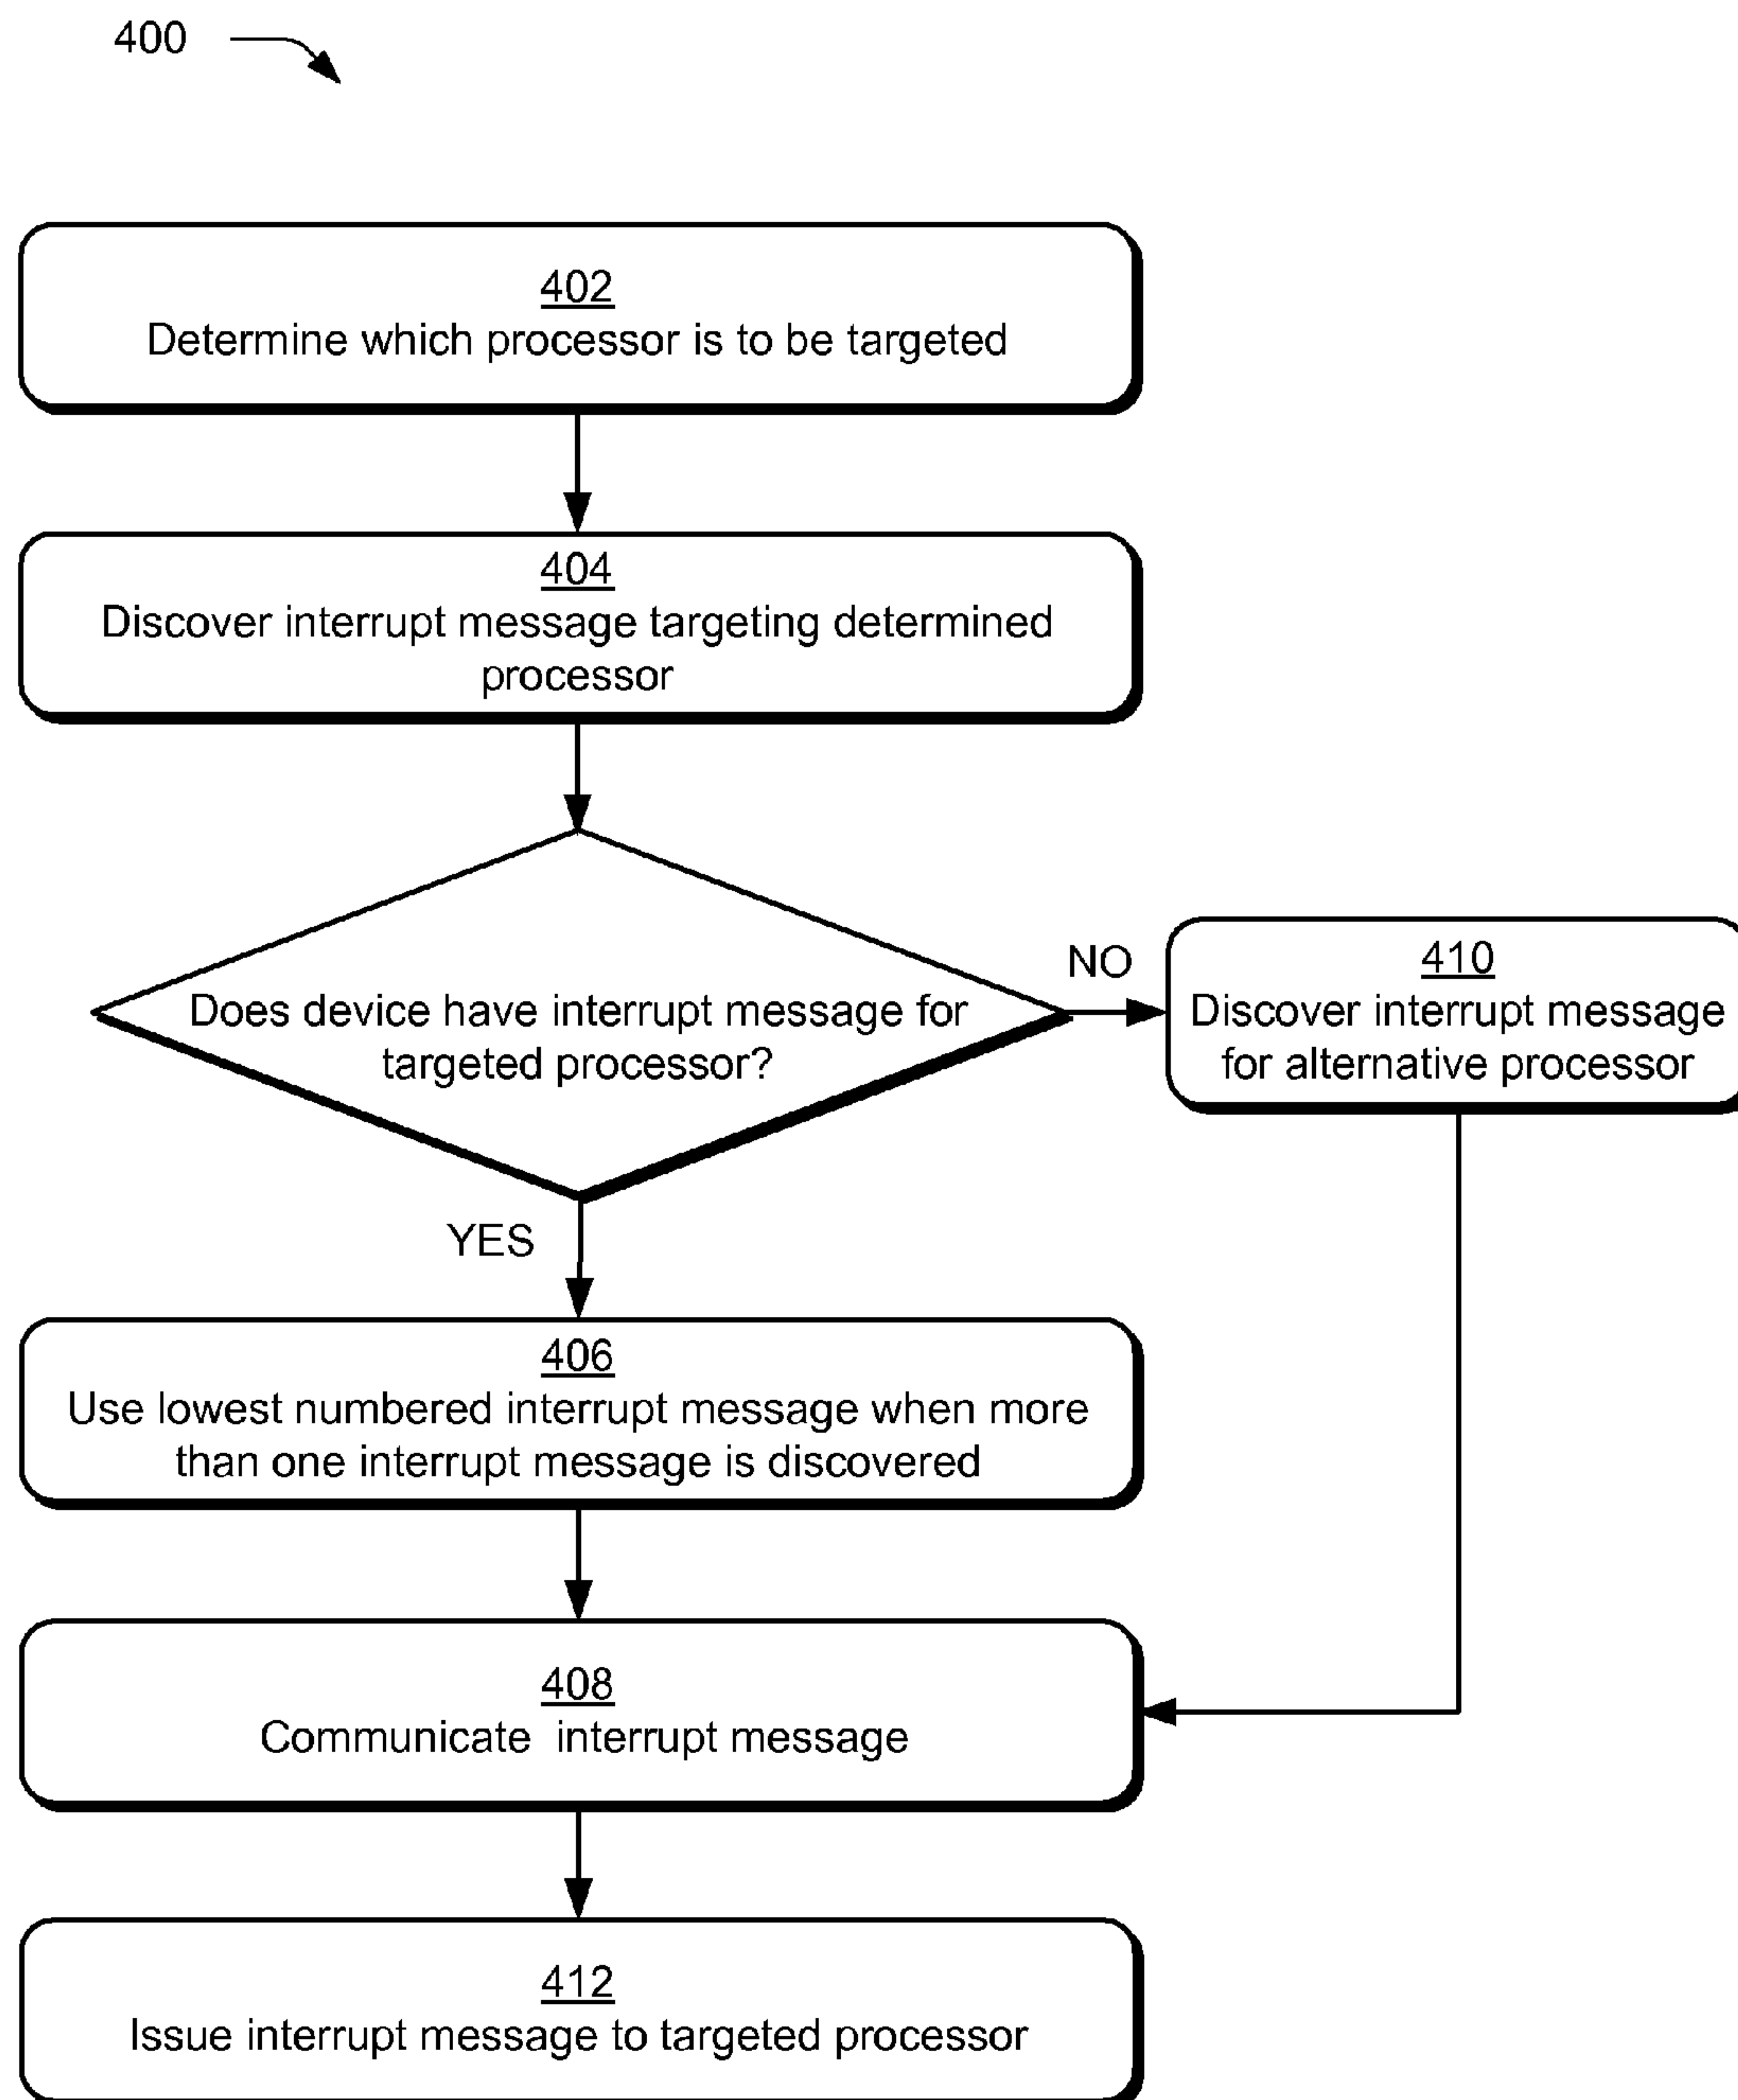 400
402
Determine which processor is to be targeted
404
Discover interrupt message targeting determined
processor
Does device have interrupt message for
targeted processor?
NO
410
Discover interrupt message
for alternative processor
YES
406
Use lowest numbered interrupt message when more
than one interrupt message is discovered
408
Communicate interrupt message
412
Issue interrupt message to targeted processor